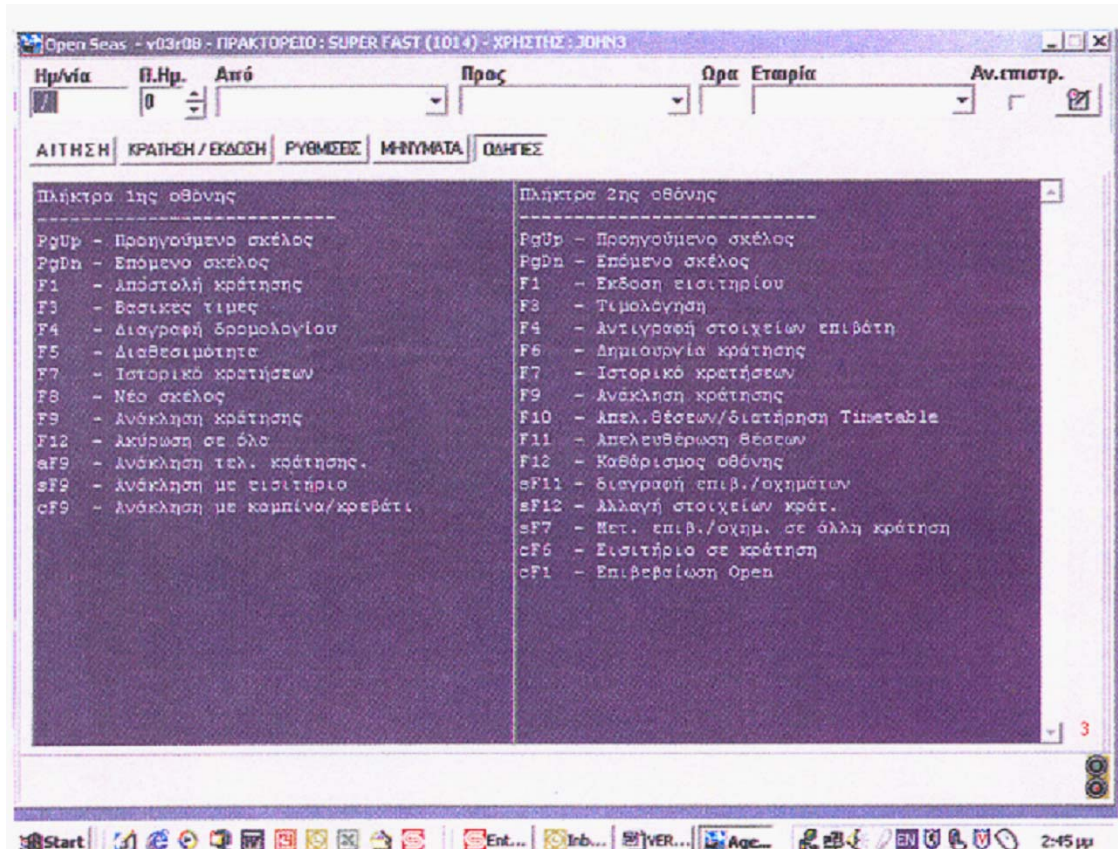 Open Seas - v03r08 - ΠΡΑΚΤΟΡΕΙΟ : SUPER FAST (1014) - ΧΡΗΣΤΗΣ : JOHN3
Ημ/νία Π.Ημ. Από Προς Ωρα Εταιρία Αν.επιστρ.
/ 0
ΑΙΤΗΣΗ ΚΡΑΤΗΣΗ / ΕΚΔΟΣΗ ΡΥΘΜΙΣΕΙΣ ΜΗΝΥΜΑΤΑ ΟΔΗΓΙΕΣ
Πλήκτρα 1ης οθόνης
PgUp - Προηγούμενο σκέλος
PgDn - Επόμενο σκέλος
F1 - Αποστολή κράτησης
F3 - Βασικές τιμές
F4 - Διαγραφή δρομολογίου
F5 - Διαθεσιμότητα
F7 - Ιστορικό κρατήσεων
F8 - Νέο σκέλος
F9 - Ανάκληση κράτησης
F12 - Ακύρωση σε όλα
aF9 - Ανάκληση τελ. κράτησης.
sF9 - Ανάκληση με εισιτήριο
cF9 - Ανάκληση με καμπίνα/κρεβάτι
Πλήκτρα 2ης οθόνης
PgUp - Προηγούμενο σκέλος
PgDn - Επόμενο σκέλος
F1 - Εκδοση εισιτηρίου
F3 - Τιμολόγηση
F4 - Αντιγραφή στοιχείων επιβάτη
F6 - Δημιουργία κράτησης
F7 - Ιστορικό κρατήσεων
F9 - Ανάκληση κράτησης
F10 - Απελ.θέσεων/διατήρηση Timetable
F11 - Απελευθέρωση θέσεων
F12 - Καθάρισμος οθόνης
sF11 - διαγραφή επιβ./οχημάτων
sF12 - Αλλαγή στοιχείων κράτ.
sF7 - Μετ. επιβ./οχημ. σε άλλη κράτηση
cF6 - Εισιτήριο σε κράτηση
cF1 - Επιβεβαίωση Open
3
Start Ent... Inb... VER... Age... EN 2:45 μμ